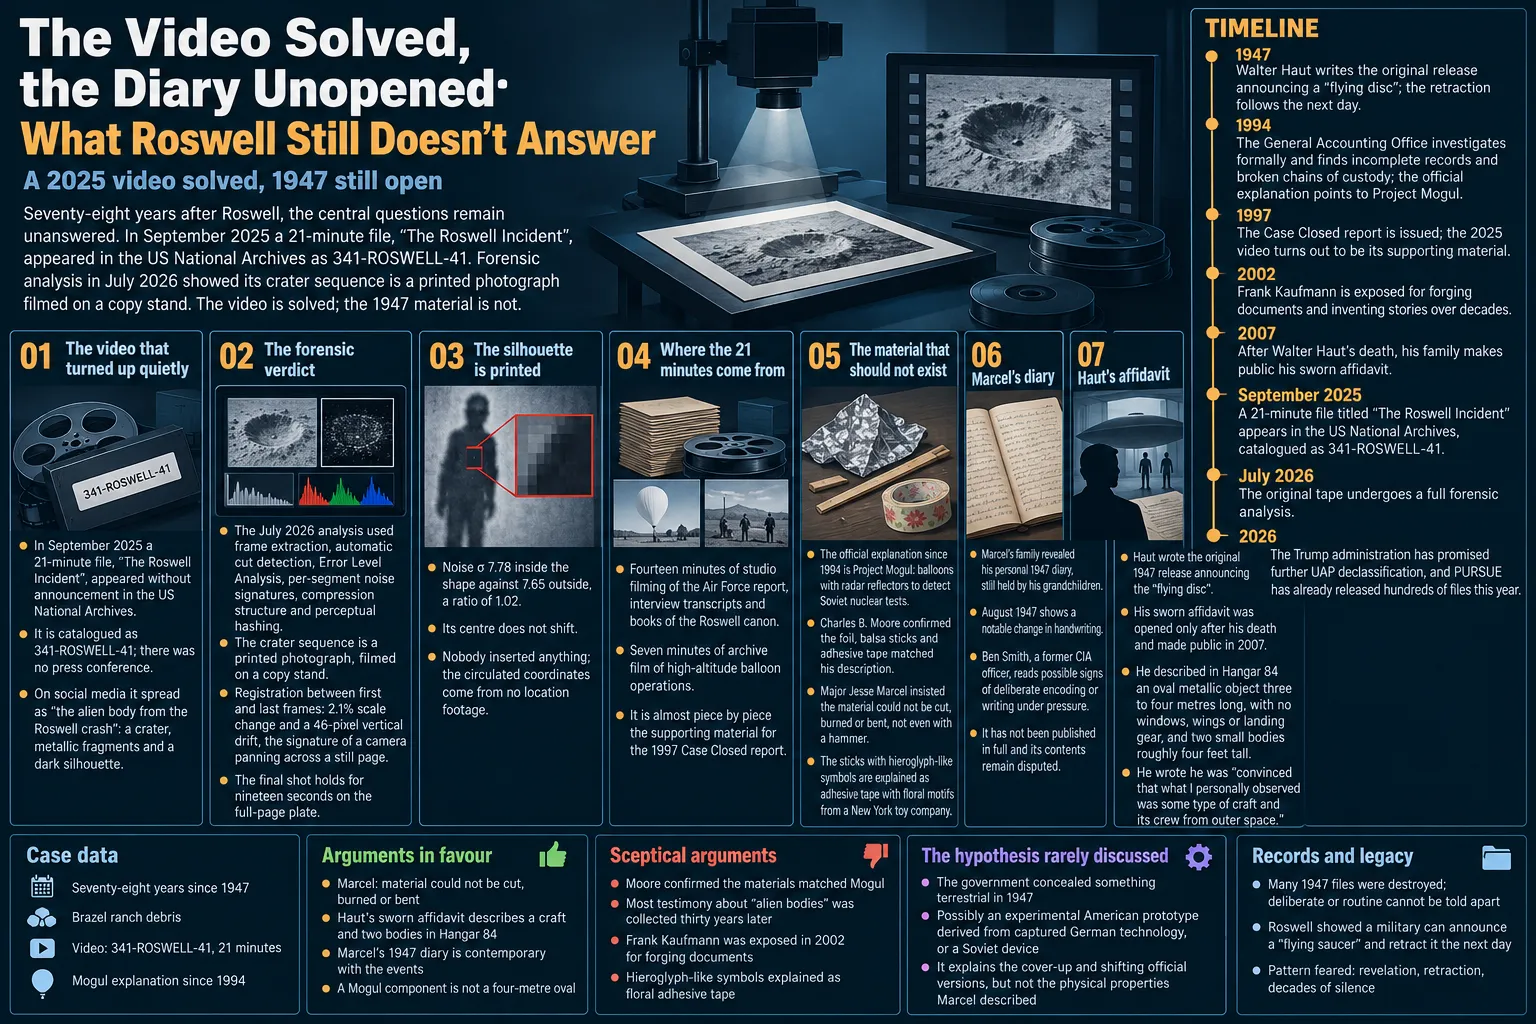 The Video Solved,
the Diary Unopened:
What Roswell Still Doesn't Answer
A 2025 video solved, 1947 still open
Seventy-eight years after Roswell, the central questions remain
unanswered. In September 2025 a 21-minute file, “The Roswell Incident”,
appeared in the US National Archives as 341-ROSWELL-41. Forensic
analysis in July 2026 showed its crater sequence is a printed photograph
filmed on a copy stand. The video is solved; the 1947 material is not.
TIMELINE
1947
Walter Haut writes the original release
announcing a “flying disc”; the retraction
follows the next day.
1994
The General Accounting Office investigates
formally and finds incomplete records and
broken chains of custody; the official
explanation points to Project Mogul.
1997
The Case Closed report is issued; the 2025
video turns out to be its supporting material.
2002
Frank Kaufmann is exposed for forging
documents and inventing stories over decades.
2007
After Walter Haut's death, his family makes
public his sworn affidavit.
September 2025
A 21-minute file titled “The Roswell Incident”
appears in the US National Archives,
catalogued as 341-ROSWELL-41.
July 2026
The original tape undergoes a full forensic
analysis.
2026
The Trump administration has promised
further UAP declassification, and PURSUE
has already released hundreds of files this year.
01 The video that
turned up quietly
341-ROSWELL-41
In September 2025 a
21-minute file, “The Roswell
Incident”, appeared without
announcement in the US
National Archives.
It is catalogued as
341-ROSWELL-41; there was
no press conference.
On social media it spread
as “the alien body from the
Roswell crash”: a crater,
metallic fragments and a
dark silhouette.
02 The forensic
verdict
The July 2026 analysis used
frame extraction, automatic
cut detection, Error Level
Analysis, per-segment noise
signatures, compression
structure and perceptual
hashing.
The crater sequence is a
printed photograph, filmed
on a copy stand.
Registration between first
and last frames: 2.1% scale
change and a 46-pixel vertical
drift, the signature of a camera
panning across a still page.
The final shot holds for
nineteen seconds on the
full-page plate.
03 The silhouette
is printed
Noise σ 7.78 inside the
shape against 7.65 outside,
a ratio of 1.02.
Its centre does not shift.
Nobody inserted anything;
the circulated coordinates
come from no location
footage.
04 Where the 21
minutes come from
Fourteen minutes of studio
filming of the Air Force report,
interview transcripts and
books of the Roswell canon.
Seven minutes of archive
film of high-altitude balloon
operations.
It is almost piece by piece
the supporting material for
the 1997 Case Closed report.
05 The material that
should not exist
The official explanation since
1994 is Project Mogul: balloons
with radar reflectors to detect
Soviet nuclear tests.
Charles B. Moore confirmed
the foil, balsa sticks and
adhesive tape matched
his description.
Major Jesse Marcel insisted
the material could not be cut,
burned or bent, not even with
a hammer.
The sticks with hieroglyph-like
symbols are explained as
adhesive tape with floral motifs
from a New York toy company.
06
Marcel's diary
Marcel's family revealed
his personal 1947 diary,
still held by his grandchildren.
August 1947 shows a
notable change in handwriting.
Ben Smith, a former CIA
officer, reads possible signs
of deliberate encoding or
writing under pressure.
It has not been published
in full and its contents
remain disputed.
07
Haut's affidavit
Haut wrote the original
1947 release announcing
the “flying disc”.
His sworn affidavit was
opened only after his death
and made public in 2007.
He described in Hangar 84
an oval metallic object three
to four metres long, with no
windows, wings or landing
gear, and two small bodies
roughly four feet tall.
He wrote he was “convinced
that what I personally observed
was some type of craft and
its crew from outer space.”
Case data
Seventy-eight years since 1947
Brazel ranch debris
Video: 341-ROSWELL-41, 21 minutes
Mogul explanation since 1994
Arguments in favour
Marcel: material could not be cut,
burned or bent
Haut's sworn affidavit describes a craft
and two bodies in Hangar 84
Marcel's 1947 diary is contemporary
with the events
A Mogul component is not a four-metre oval
Sceptical arguments
Moore confirmed the materials matched Mogul
Most testimony about “alien bodies” was
collected thirty years later
Frank Kaufmann was exposed in 2002
for forging documents
Hieroglyph-like symbols explained as
floral adhesive tape
The hypothesis rarely discussed
The government concealed something
terrestrial in 1947
Possibly an experimental American prototype
derived from captured German technology,
or a Soviet device
It explains the cover-up and shifting official
versions, but not the physical properties
Marcel described
Records and legacy
Many 1947 files were destroyed;
deliberate or routine cannot be told apart
Roswell showed a military can announce
a “flying saucer” and retract it the next day
Pattern feared: revelation, retraction,
decades of silence